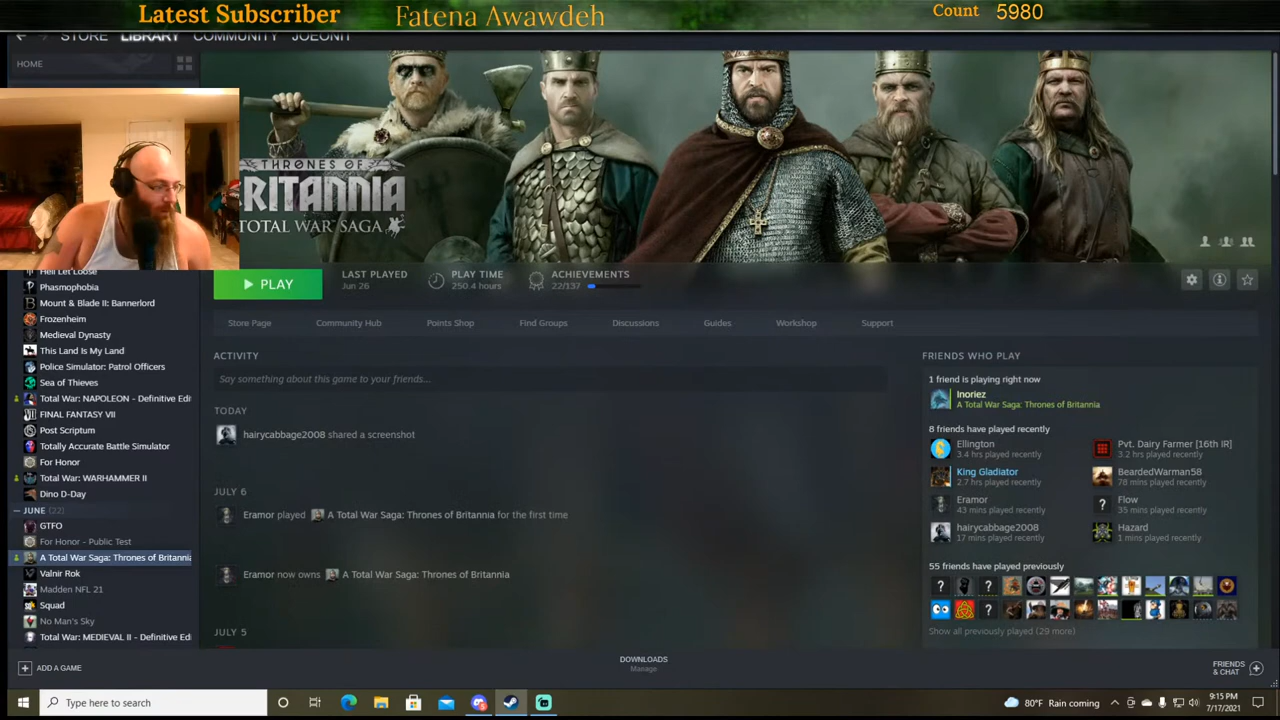 Latest Subscriber Fatena Awawdeh Count 5980
STORE LIBRARY COMMUNITY JOEONIT
HOME
THRONES OF
BRITANNIA
TOTAL WAR SAGA
Hell Let Loose
Phasmophobia
Mount & Blade II: Bannerlord
Frozenheim
Medieval Dynasty
This Land Is My Land
Police Simulator: Patrol Officers
Sea of Thieves
Total War: NAPOLEON - Definitive Edi
FINAL FANTASY VII
Post Scriptum
Totally Accurate Battle Simulator
For Honor
Total War: WARHAMMER II
Dino D-Day
— JUNE (22)
GTFO
For Honor - Public Test
A Total War Saga: Thrones of Britannia
Valnir Rok
Madden NFL 21
Squad
No Man's Sky
Total War: MEDIEVAL II - Definitive Edi
+ ADD A GAME
PLAY
LAST PLAYED
Jun 26
PLAY TIME
250.4 hours
ACHIEVEMENTS
22/137
Store Page Community Hub Points Shop Find Groups Discussions Guides Workshop Support
ACTIVITY
Say something about this game to your friends...
TODAY
hairycabbage2008 shared a screenshot
JULY 6
Eramor played A Total War Saga: Thrones of Britannia for the first time
Eramor now owns A Total War Saga: Thrones of Britannia
JULY 5
FRIENDS WHO PLAY
1 friend is playing right now
Inoriez
A Total War Saga: Thrones of Britannia
8 friends have played recently
Ellington
3.4 hrs played recently
Pvt. Dairy Farmer [16th IR]
3.2 hrs played recently
King Gladiator
2.7 hrs played recently
BeardedWarman58
78 mins played recently
Eramor
43 mins played recently
Flow
35 mins played recently
hairycabbage2008
17 mins played recently
Hazard
1 mins played recently
55 friends have played previously
Show all previously played (29 more)
DOWNLOADS
Manage
FRIENDS
& CHAT
Type here to search
80°F Rain coming
9:15 PM
7/17/2021